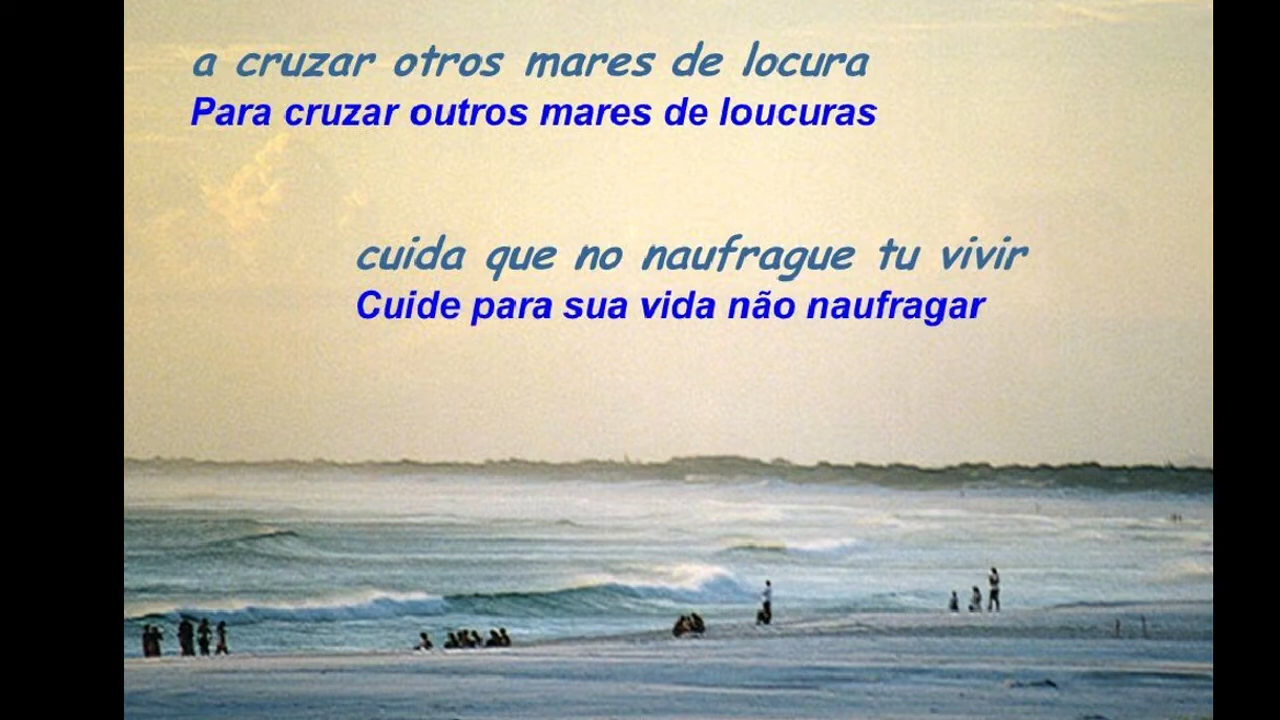 a cruzar otros mares de locura
Para cruzar outros mares de loucuras
cuida que no naufrague tu vivir
Cuide para sua vida não naufragar